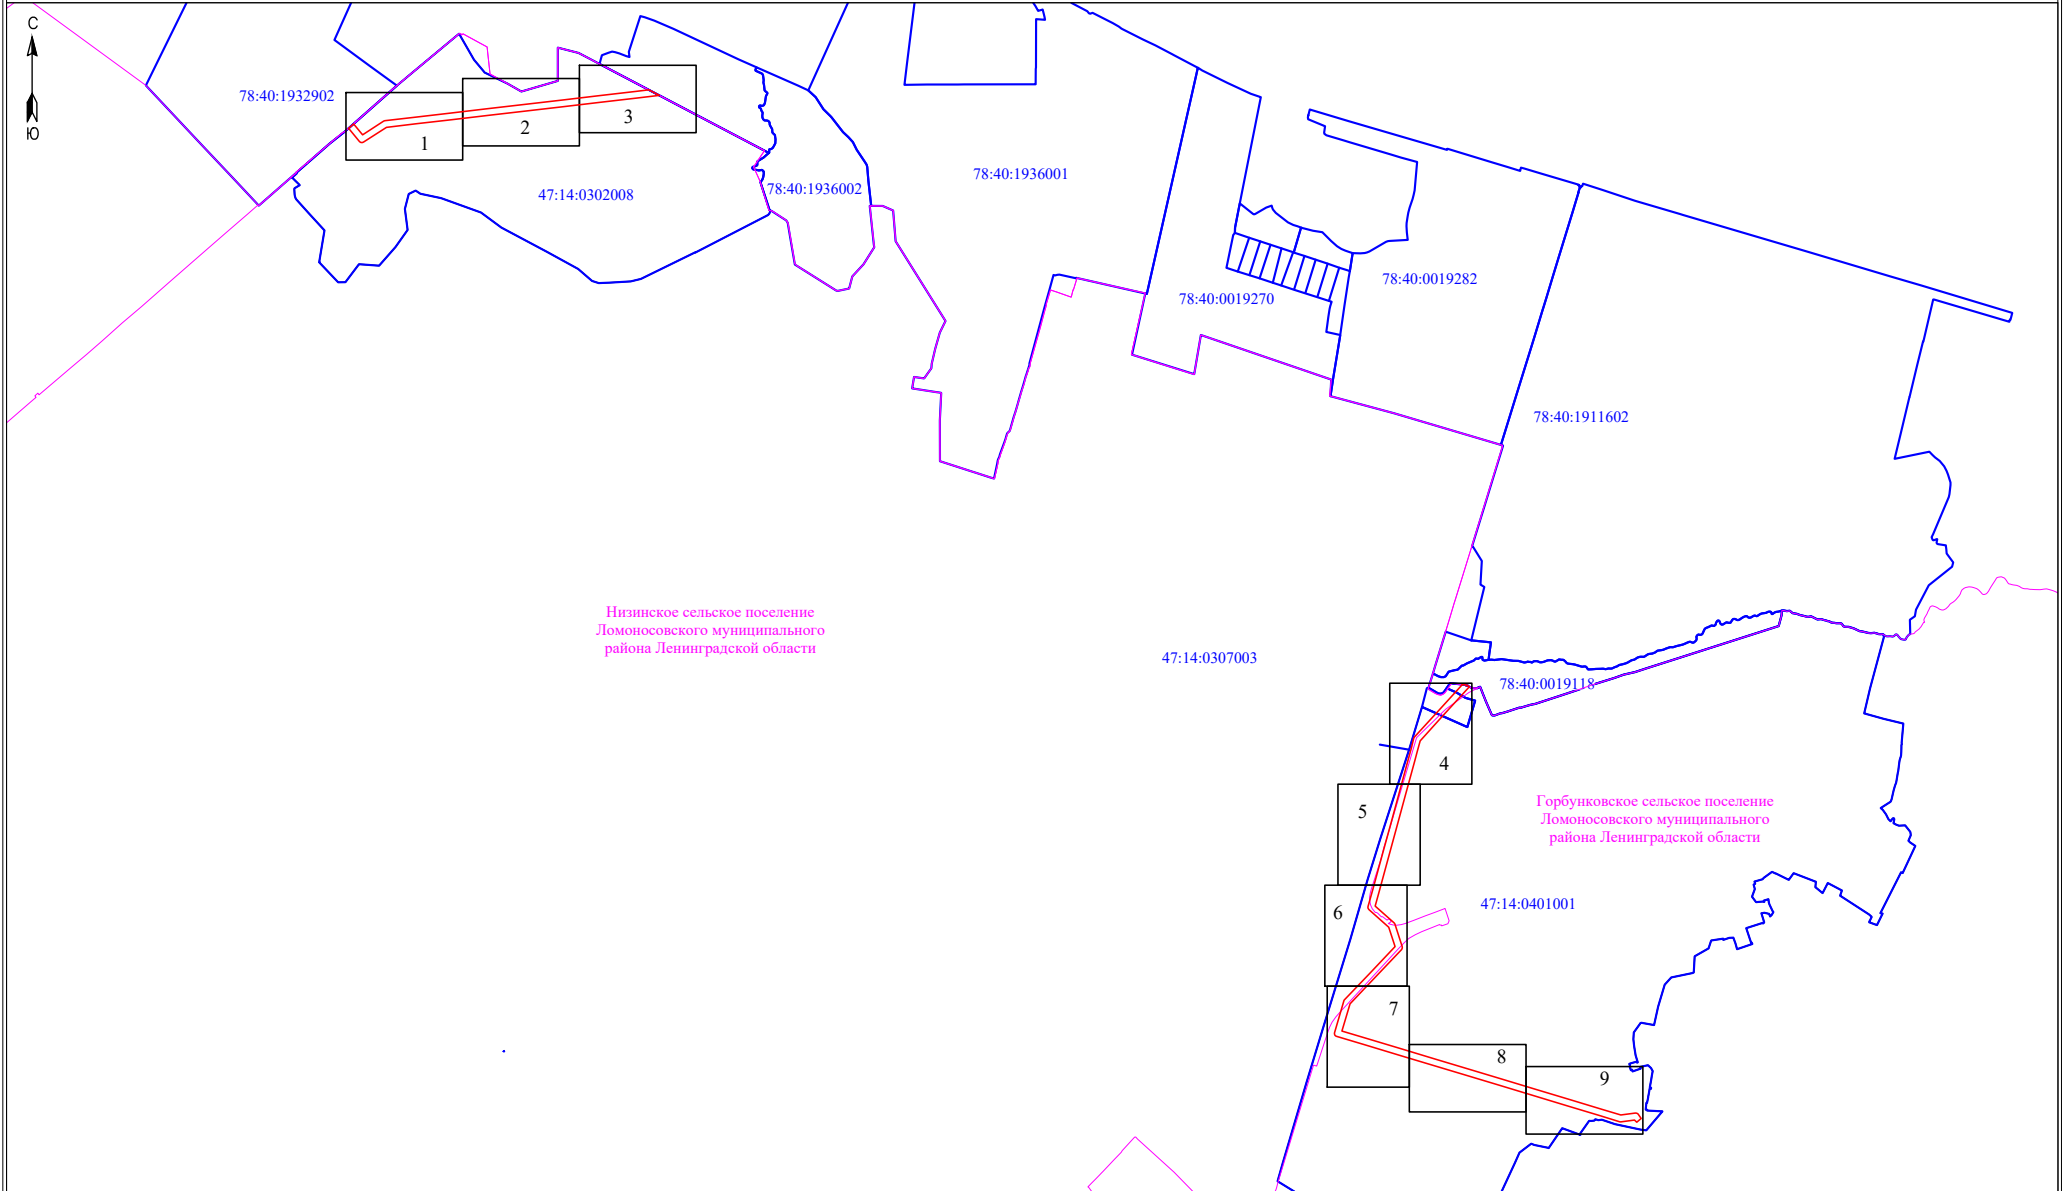 С
Ю
78:40:1932902
1
2
3
47:14:0302008
78:40:1936002
78:40:1936001
78:40:0019270
78:40:0019282
78:40:1911602
Низинское сельское поселение
Ломоносовского муниципального
района Ленинградской области
47:14:0307003
78:40:0019118
4
5
Горбунковское сельское поселение
Ломоносовского муниципального
района Ленинградской области
6
47:14:0401001
7
8
9